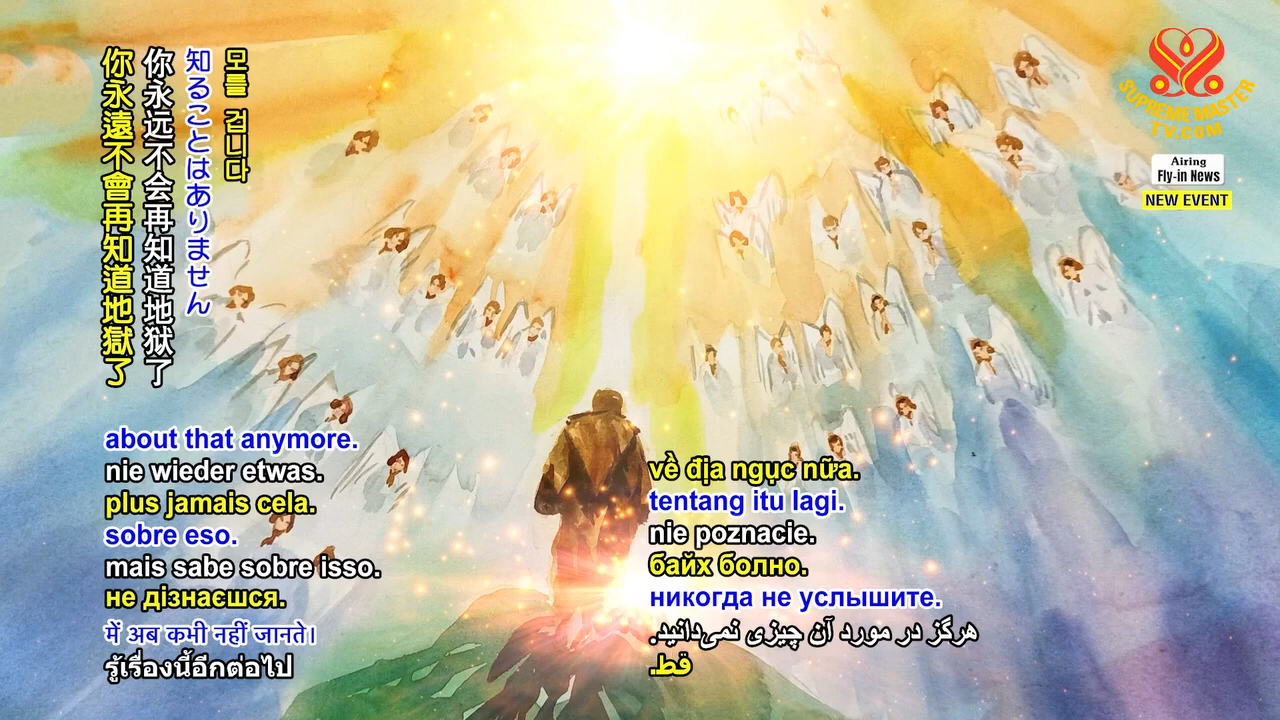 你永遠不會再知道地獄了
你永远不会再知道地狱了
知ることはありません
모를 겁니다
SUPREME MASTER
TV.COM
Airing
Fly-in News
NEW EVENT
about that anymore.
nie wieder etwas.
plus jamais cela.
sobre eso.
mais sabe sobre isso.
не дізнаєшся.
में अब कभी नहीं जानते।
รู้เรื่องนี้อีกต่อไป
về địa ngục nữa.
tentang itu lagi.
nie poznacie.
байх болно.
никогда не услышите.
هرگز در مورد آن چیزی نمی‌دانید.
قط.